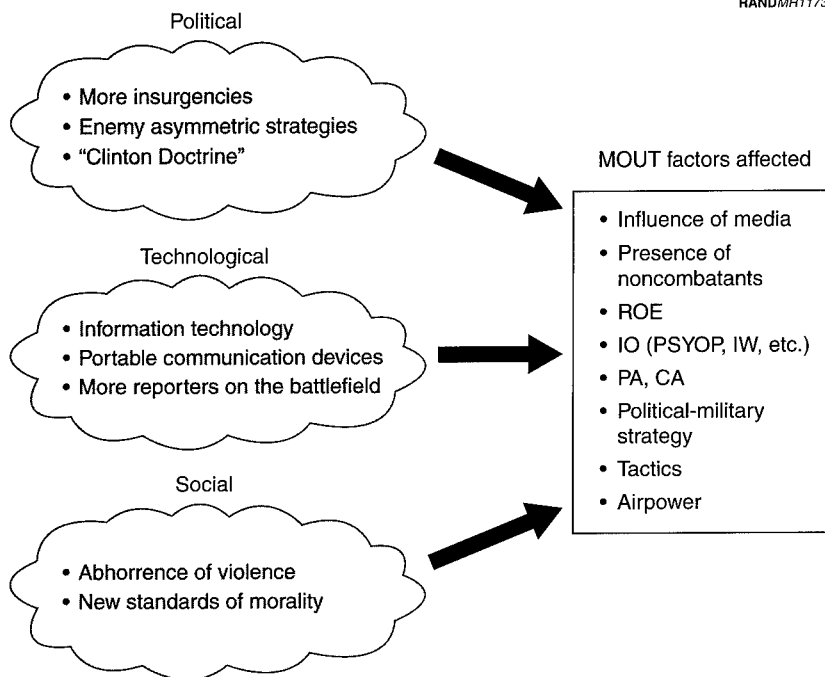 RANDMR1173
Political
• More insurgencies
• Enemy asymmetric strategies
• “Clinton Doctrine”
Technological
• Information technology
• Portable communication devices
• More reporters on the battlefield
Social
• Abhorrence of violence
• New standards of morality
MOUT factors affected
• Influence of media
• Presence of
noncombatants
• ROE
• IO (PSYOP, IW, etc.)
• PA, CA
• Political-military
strategy
• Tactics
• Airpower